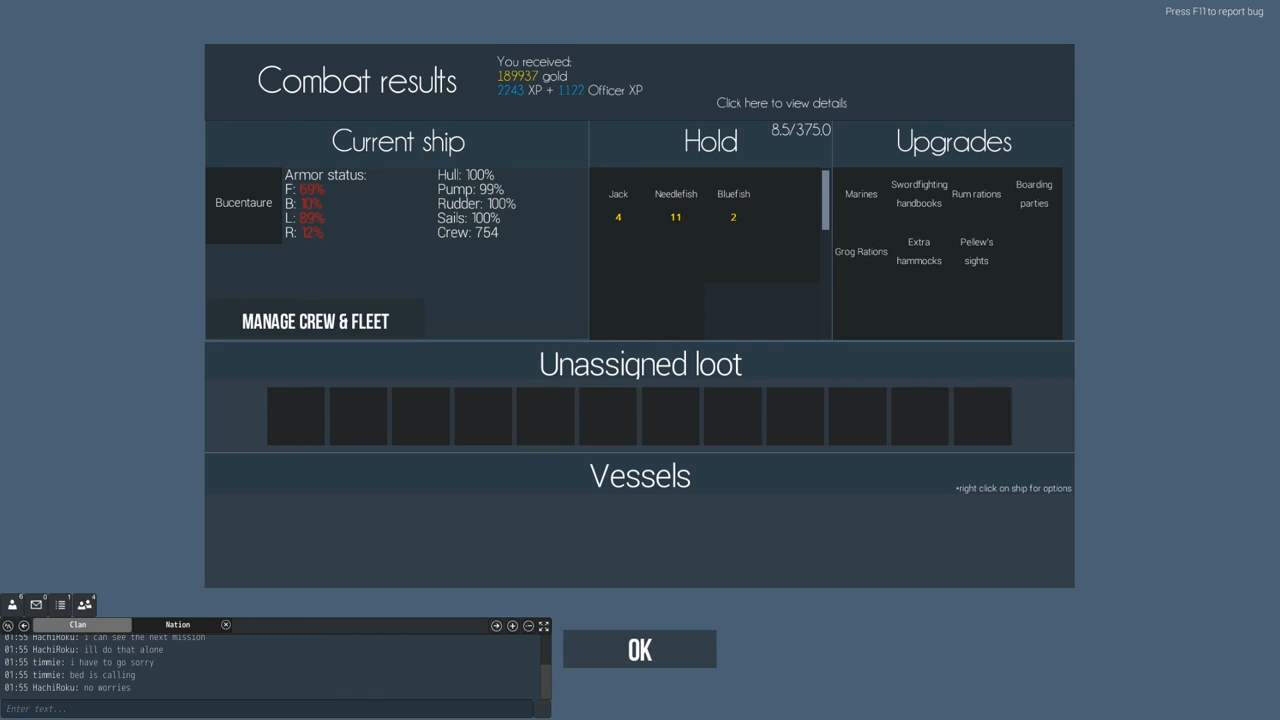 Press F11 to report bug
Combat results
You received:
189937 gold
2243 XP + 1122 Officer XP
Click here to view details
Current ship
Hold
8.5/375.0
Upgrades
Bucentaure
Armor status:
F: 69%
B: 10%
L: 89%
R: 12%
Hull: 100%
Pump: 99%
Rudder: 100%
Sails: 100%
Crew: 754
MANAGE CREW & FLEET
Jack
4
Needlefish
11
Bluefish
2
Marines
Swordfighting
handbooks
Rum rations
Boarding
parties
Grog Rations
Extra
hammocks
Pellew's
sights
Unassigned loot
Vessels
*right click on ship for options
6
0
1
4
Clan
Nation
01:55 HachiRoku: i can see the next mission
01:55 HachiRoku: ill do that alone
01:55 timmie: i have to go sorry
01:55 timmie: bed is calling
01:55 HachiRoku: no worries
Enter text...
OK